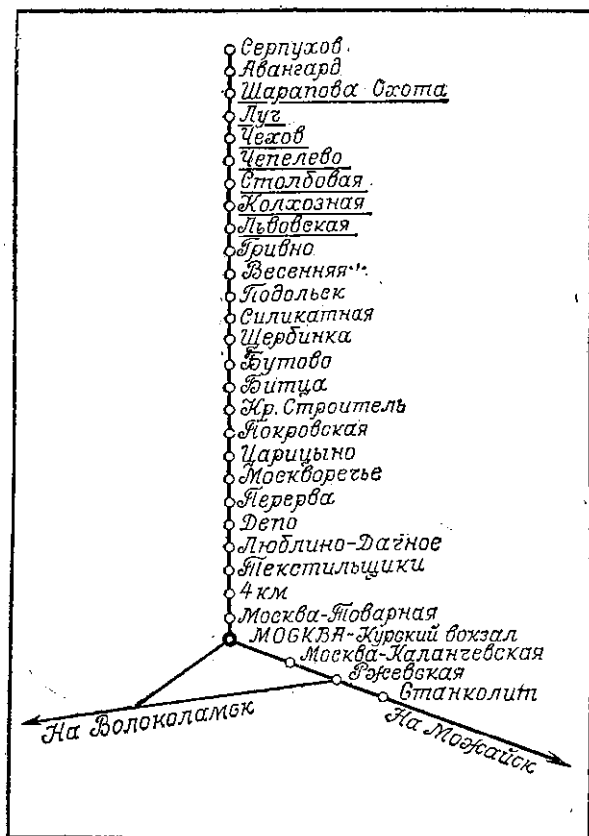 Серпухов
Авангард
Шарапова Охота
Луч
Чехов
Чепелево
Столбовая
Колхозная
Львовская
Гривно
Весенняя
Подольск
Силикатная
Щербинка
Бутово
Битца
Кр. Строитель
Покровская
Царицыно
Москворечье
Перерва
Депо
Люблино-Дачное
Текстильщики
4 км
Москва-Товарная
МОСКВА-Курский вокзал
Москва-Каланчевская
Ржевская
Станколит
На Волоколамск
На Можайск